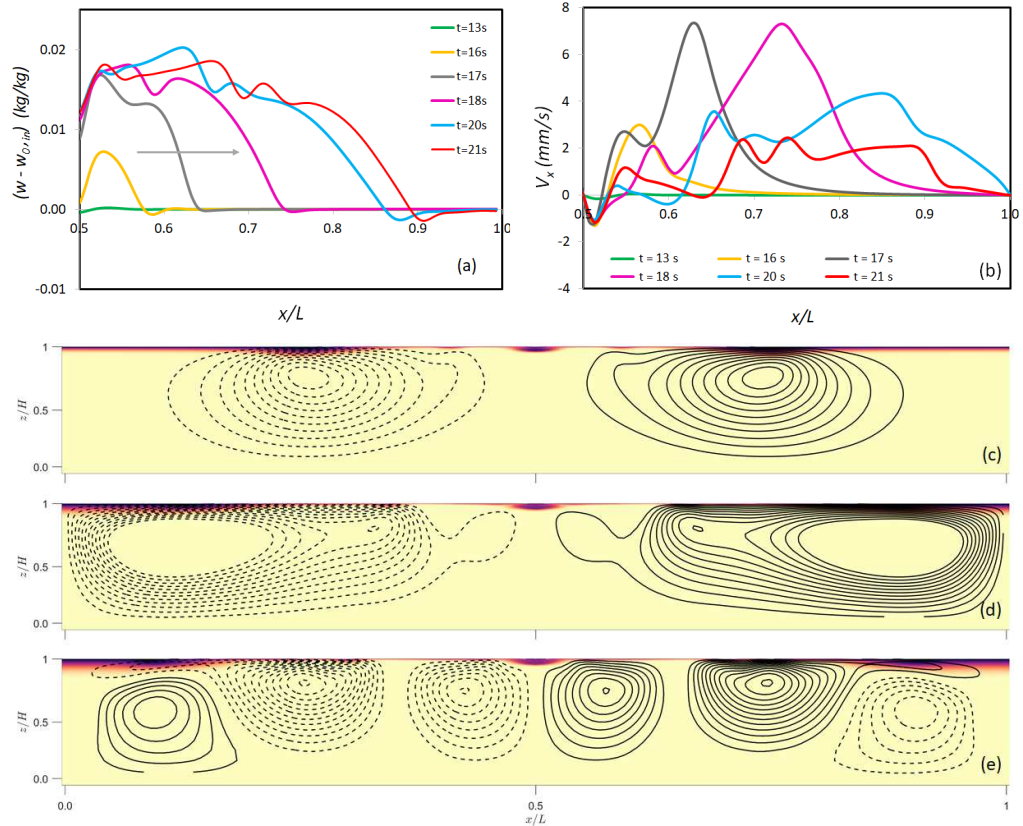 (w - w0,in) (kg/kg)
0.02
0.01
0.00
-0.01
0.5
0.6
0.7
0.8
0.9
1.0
t=13s
t=16s
t=17s
t=18s
t=20s
t=21s
(a)
x/L
Vx (mm/s)
8
6
4
2
0
-2
-4
0.5
0.6
0.7
0.8
0.9
1.0
t = 13 s
t = 16 s
t = 17 s
t = 18 s
t = 20 s
t = 21 s
(b)
x/L
z/H
1
0.5
0.0
(c)
z/H
1
0.5
0.0
(d)
z/H
1
0.5
0.0
(e)
0.0
0.5
1
x/L